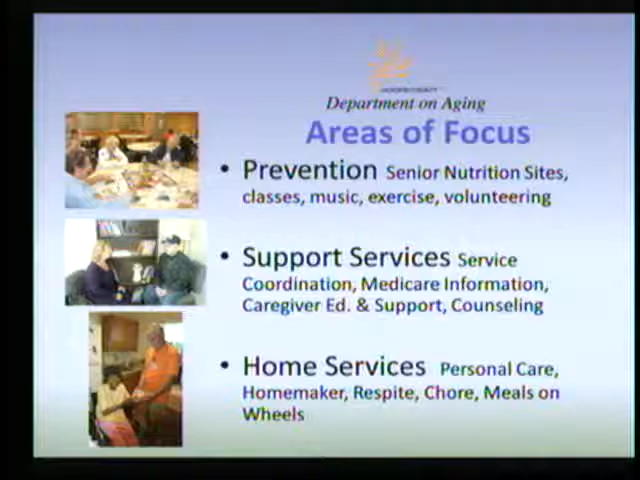 Department on Aging
Areas of Focus
• Prevention Senior Nutrition Sites,
classes, music, exercise, volunteering
• Support Services Service
Coordination, Medicare Information,
Caregiver Ed. & Support, Counseling
• Home Services Personal Care,
Homemaker, Respite, Chore, Meals on
Wheels